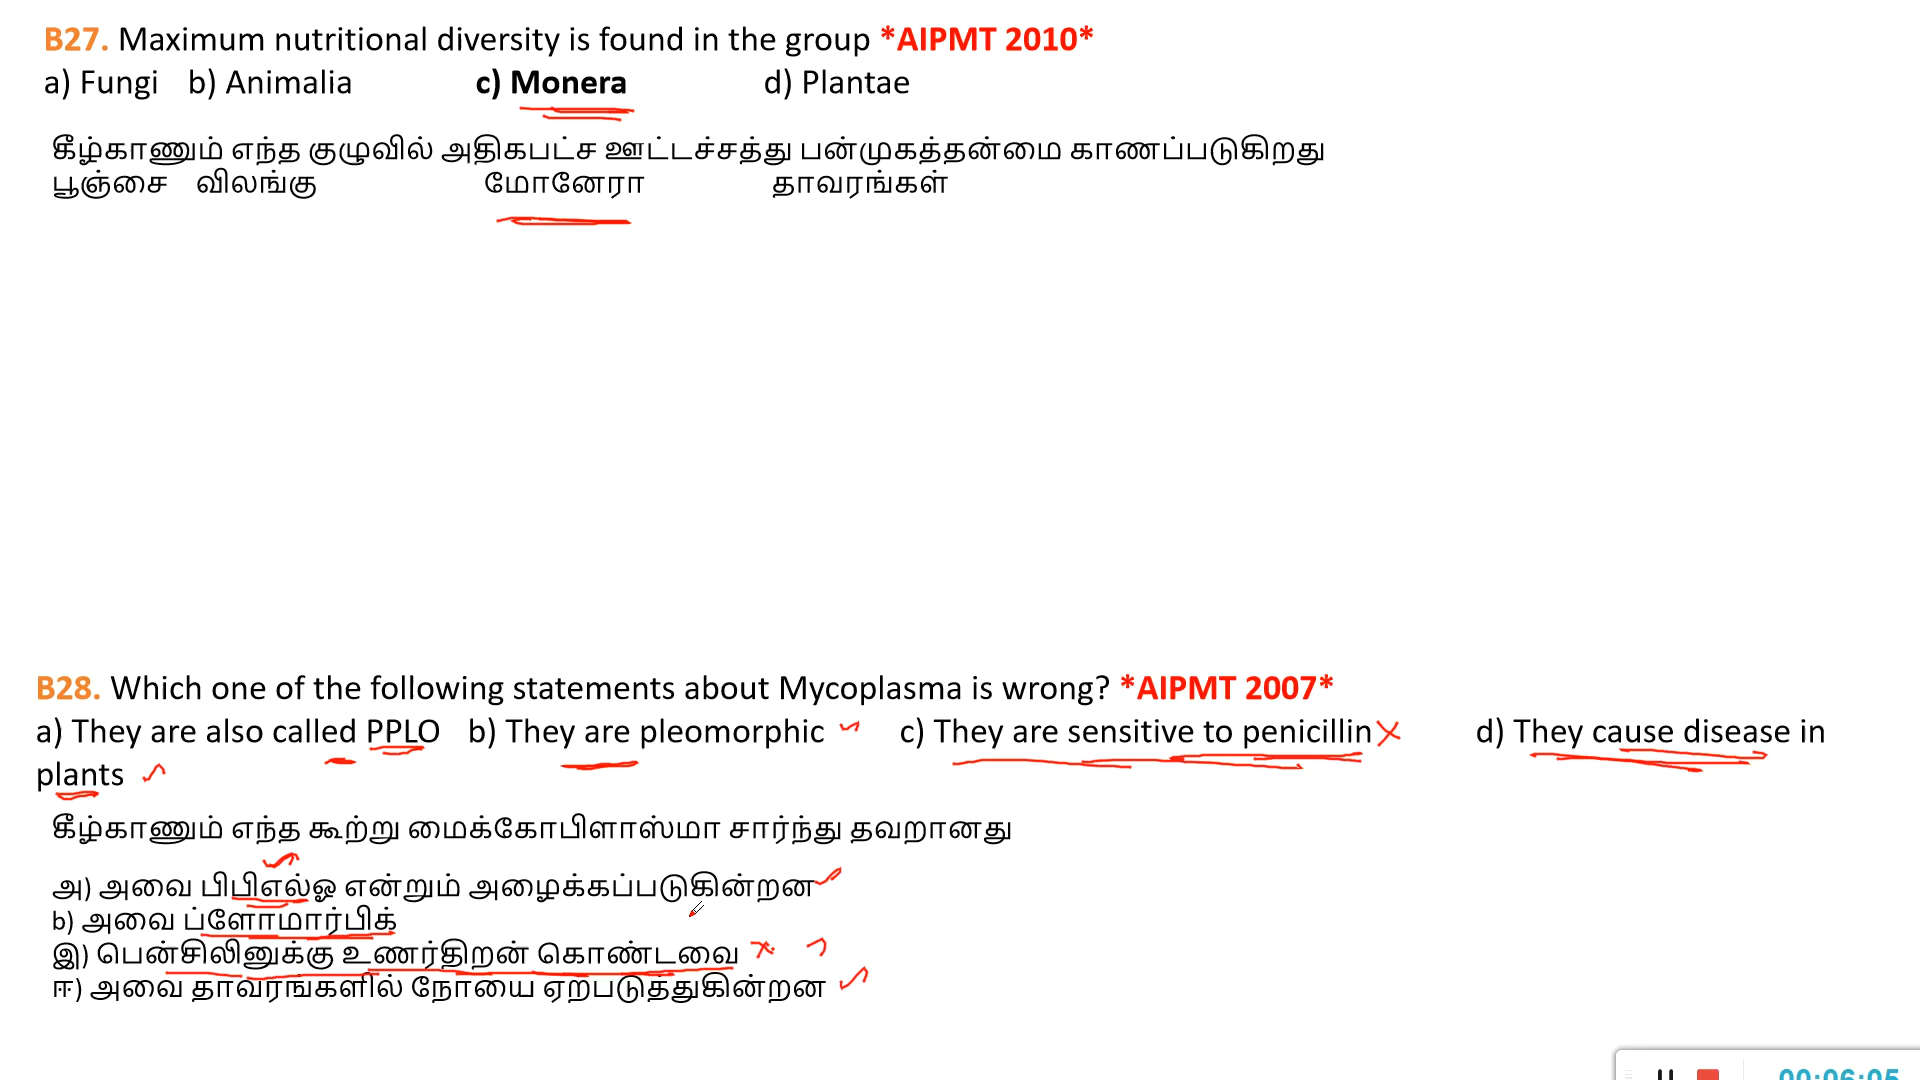 B27. Maximum nutritional diversity is found in the group *AIPMT 2010*
a) Fungi b) Animalia c) Monera d) Plantae
கீழ்காணும் எந்த குழுவில் அதிகபட்ச ஊட்டச்சத்து பன்முகத்தன்மை காணப்படுகிறது
பூஞ்சை விலங்கு மோனேரா தாவரங்கள்
B28. Which one of the following statements about Mycoplasma is wrong? *AIPMT 2007*
a) They are also called PPLO b) They are pleomorphic c) They are sensitive to penicillin d) They cause disease in
plants
கீழ்காணும் எந்த கூற்று மைக்கோபிளாஸ்மா சார்ந்து தவறானது
அ) அவை பிபிஎல்ஓ என்றும் அழைக்கப்படுகின்றன
b) அவை ப்ளோமார்பிக்
இ) பென்சிலினுக்கு உணர்திறன் கொண்டவை
ஈ) அவை தாவரங்களில் நோயை ஏற்படுத்துகின்றன
00:06:05